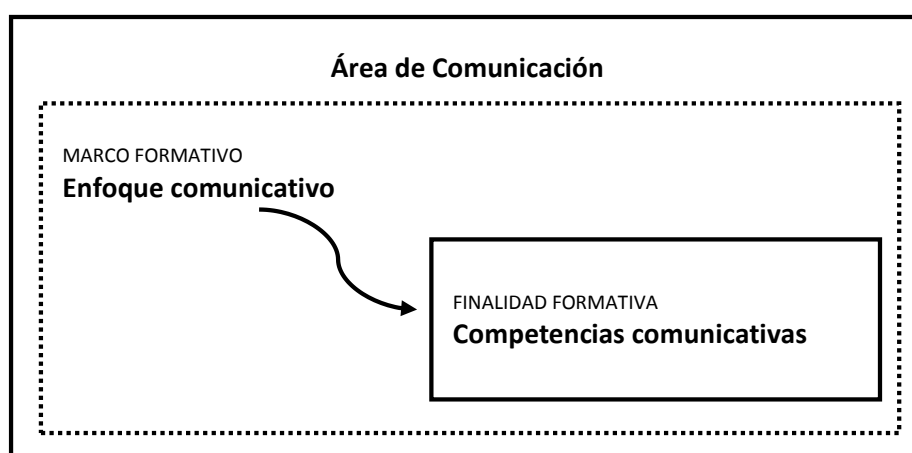 Área de Comunicación
MARCO FORMATIVO
Enfoque comunicativo
FINALIDAD FORMATIVA
Competencias comunicativas